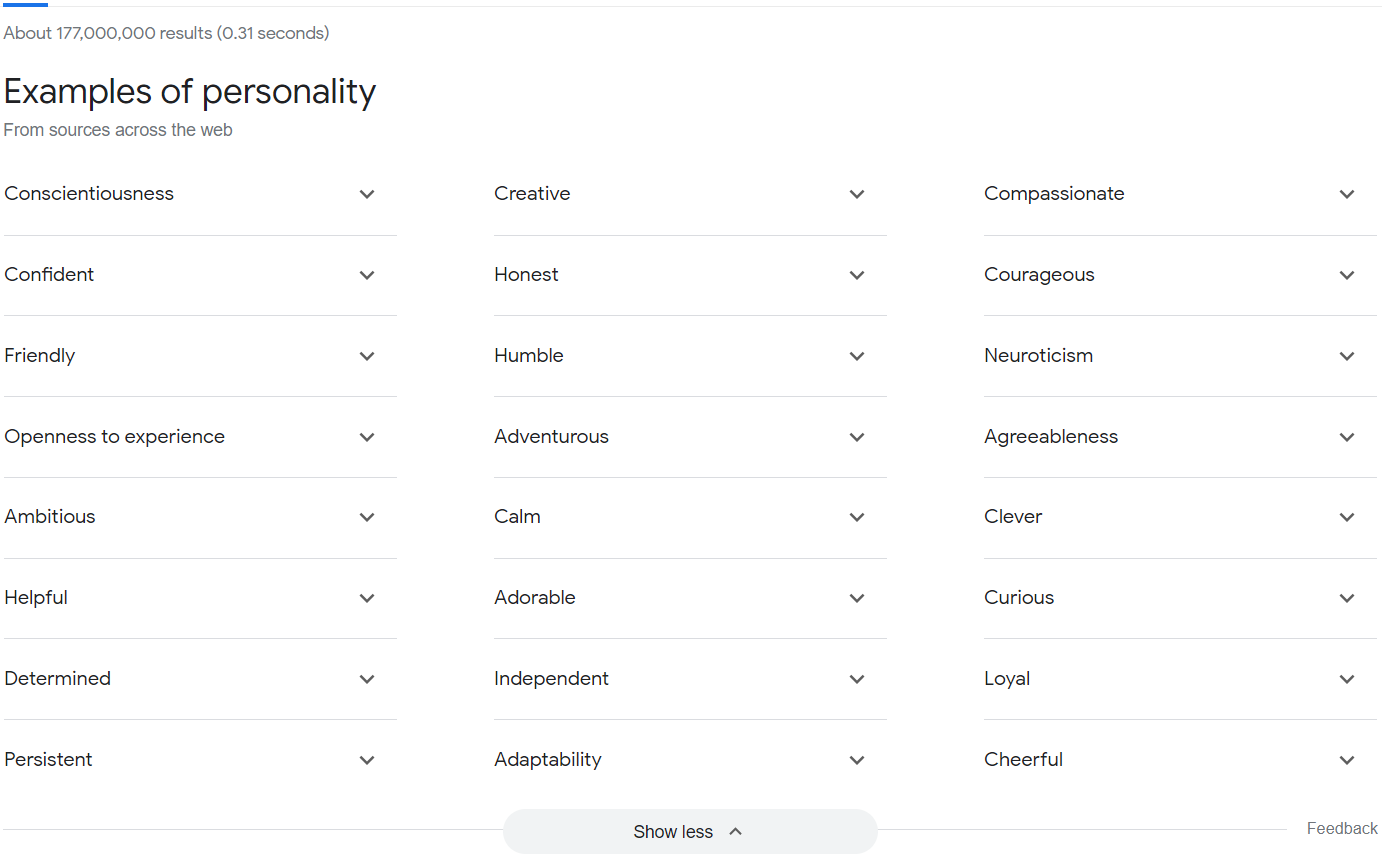 About 177,000,000 results (0.31 seconds)
Examples of personality
From sources across the web
Conscientiousness
Creative
Compassionate
Confident
Honest
Courageous
Friendly
Humble
Neuroticism
Openness to experience
Adventurous
Agreeableness
Ambitious
Calm
Clever
Helpful
Adorable
Curious
Determined
Independent
Loyal
Persistent
Adaptability
Cheerful
Show less
Feedback